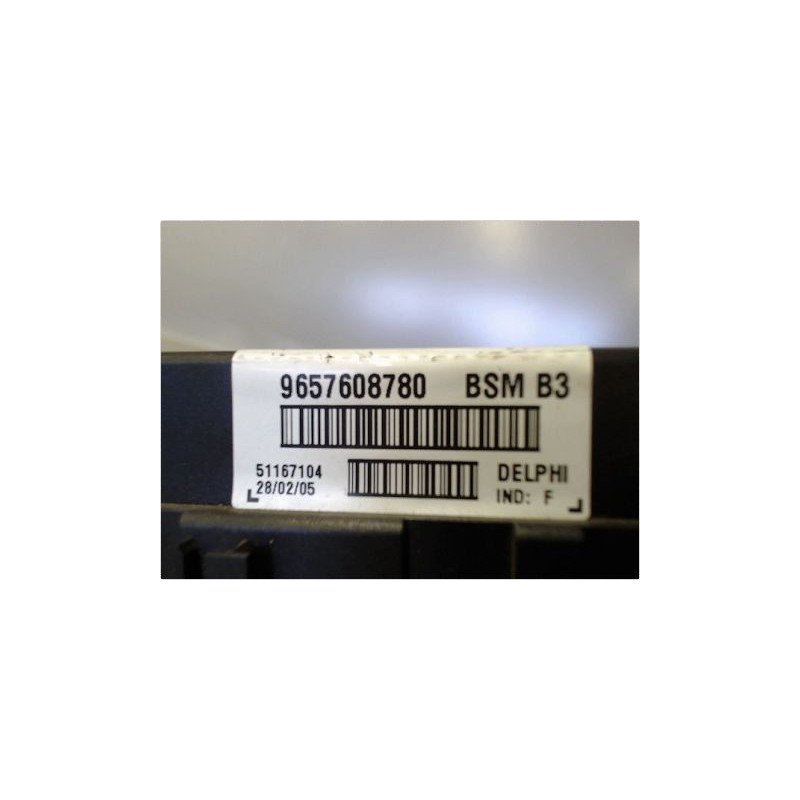 9657608780 BSM B3
51167104 DELPHI
28/02/05 IND: F